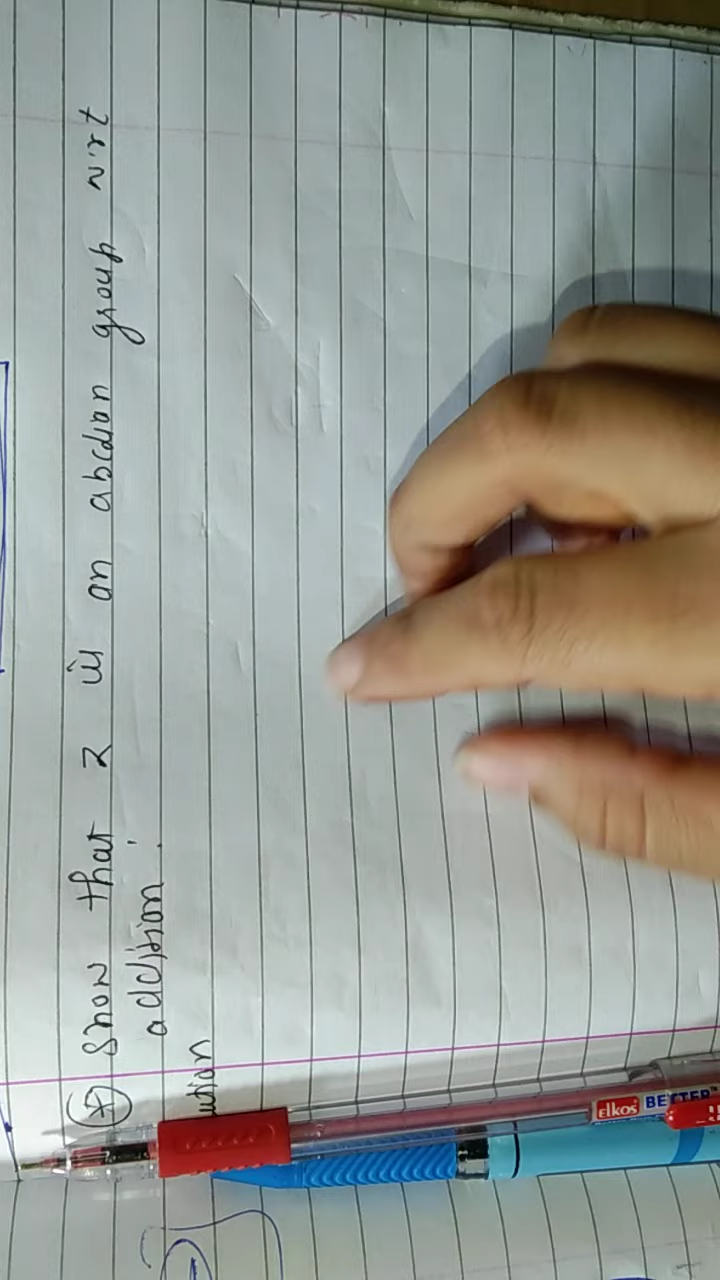 (7) Show that Z is an abelian group w.r.t
addition.
ution
Elkos BETTER